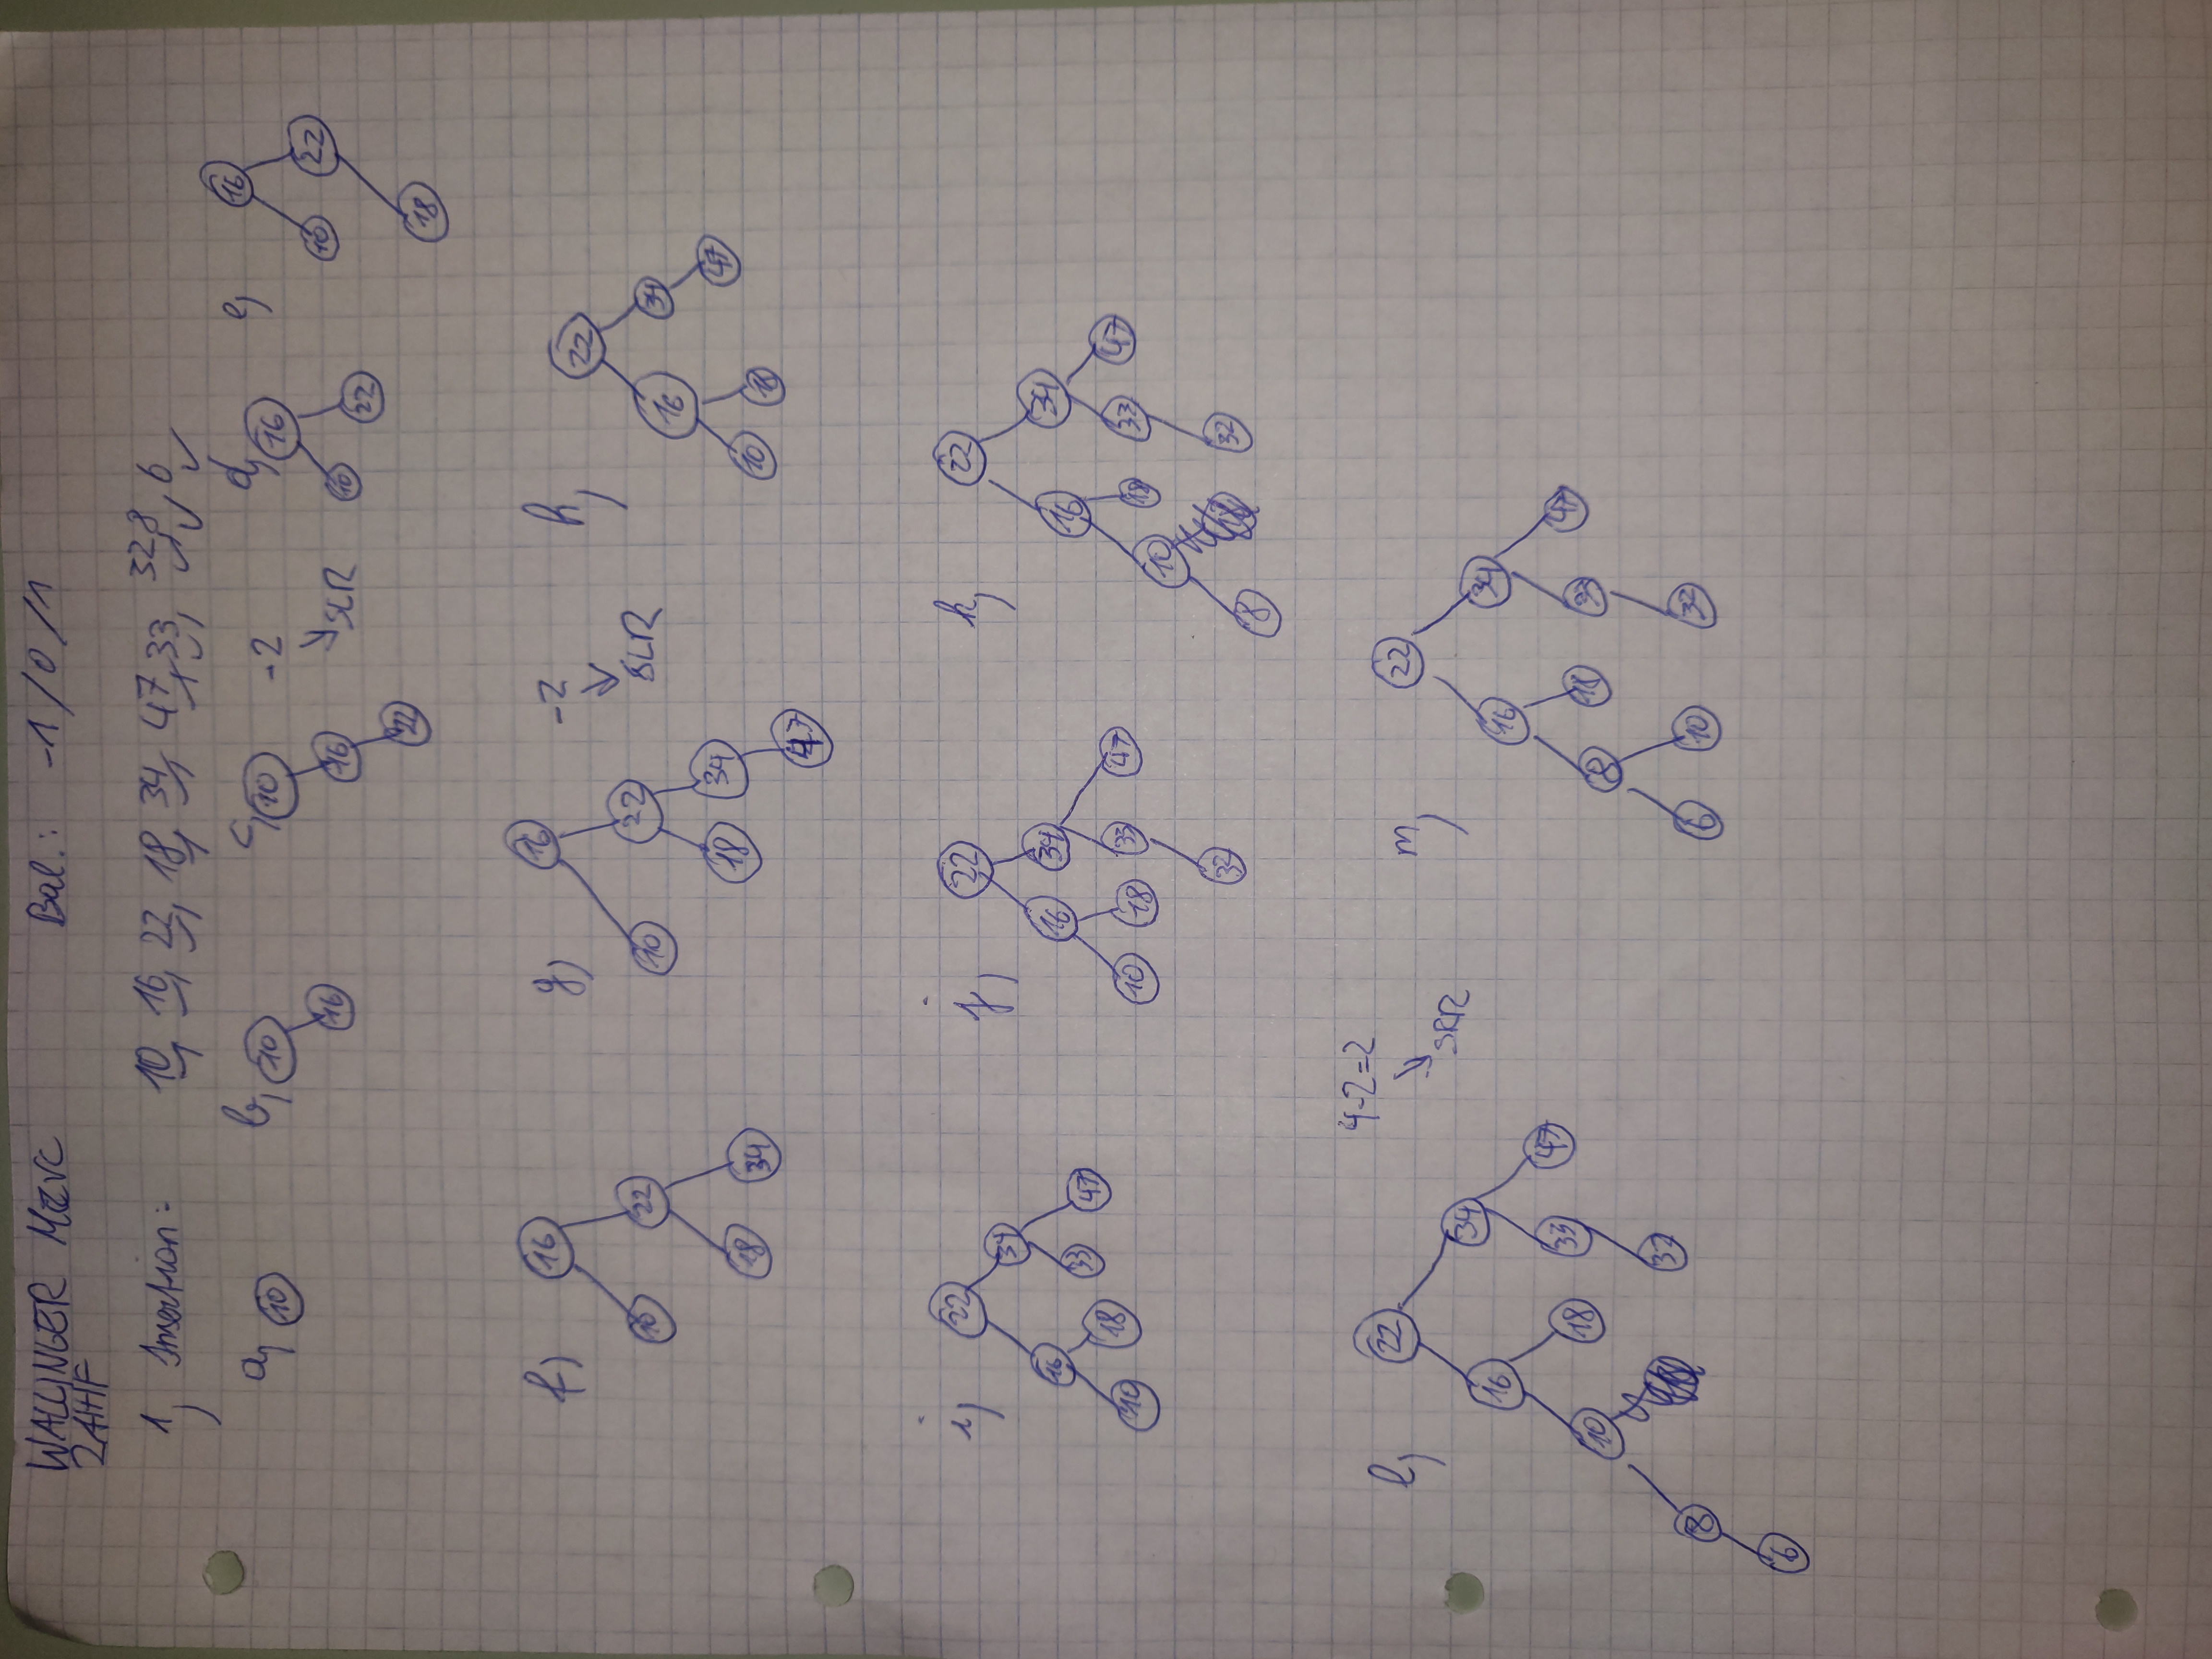 WALLINGER Marc Bal.: -1/0/1
2AHIF
1, Insertion: 10, 16, 22, 18, 34, 47, 33, 32, 8, 6
a, 10
b, 10 16
c, 10 16 22 -2 SLR
d, 16 10 22
e, 16 10 22 18
f) 16 10 22 18 34
g) 16 10 22 18 34 47 -2 SLR
h, 22 16 34 10 18 47
i, 22 34 16 33 47 10 18
j, 22 16 34 10 18 33 47 32
k, 22 16 34 10 18 33 47 8 32
l, 22 4-2=2 SRR
16 34
10 18 33 47
8 32
6
m, 22
16 34
8 18 33 47
6 10 32